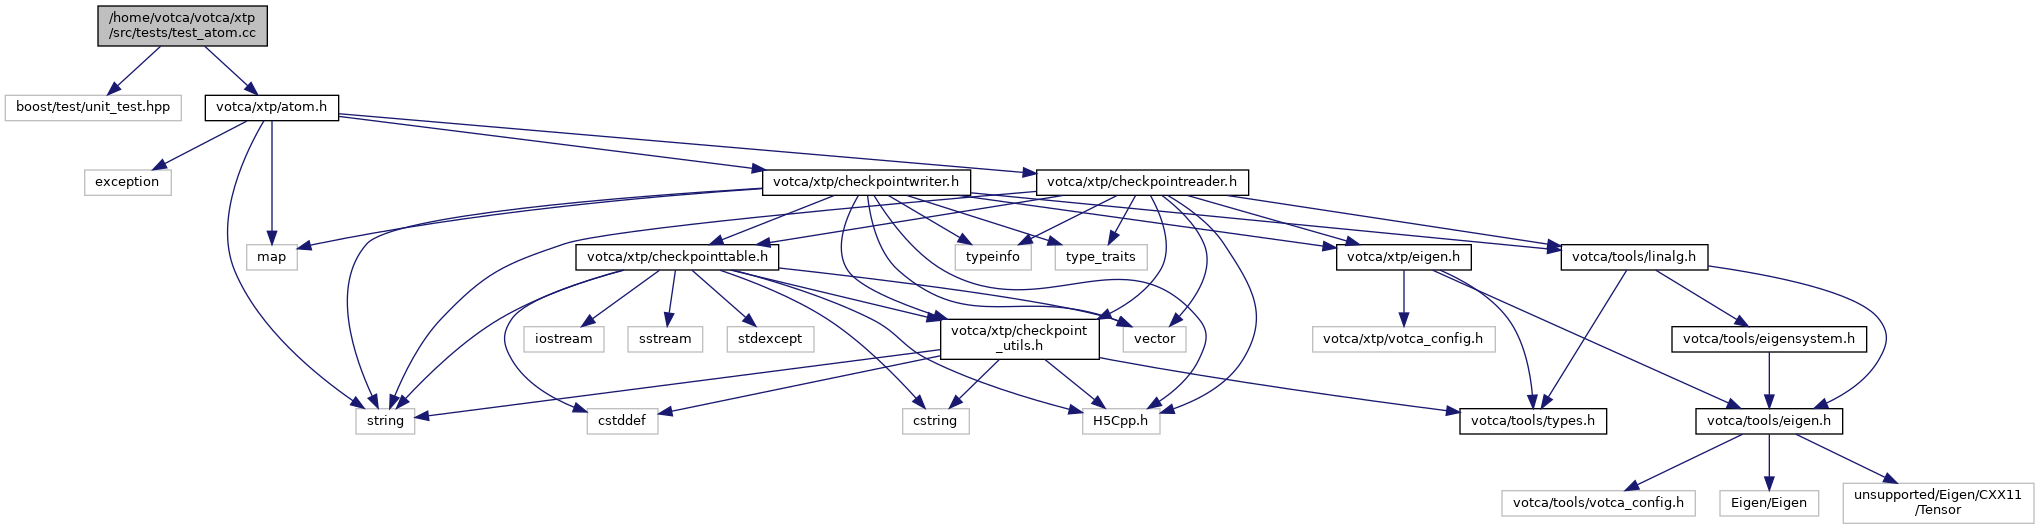 /home/votca/votca/xtp
/src/tests/test_atom.cc
boost/test/unit_test.hpp
votca/xtp/atom.h
exception
votca/xtp/checkpointwriter.h
votca/xtp/checkpointreader.h
map
votca/xtp/checkpointtable.h
typeinfo
type_traits
votca/xtp/eigen.h
votca/tools/linalg.h
iostream
sstream
stdexcept
votca/xtp/checkpoint
_utils.h
vector
votca/xtp/votca_config.h
votca/tools/eigensystem.h
string
cstddef
cstring
H5Cpp.h
votca/tools/types.h
votca/tools/eigen.h
votca/tools/votca_config.h
Eigen/Eigen
unsupported/Eigen/CXX11
/Tensor